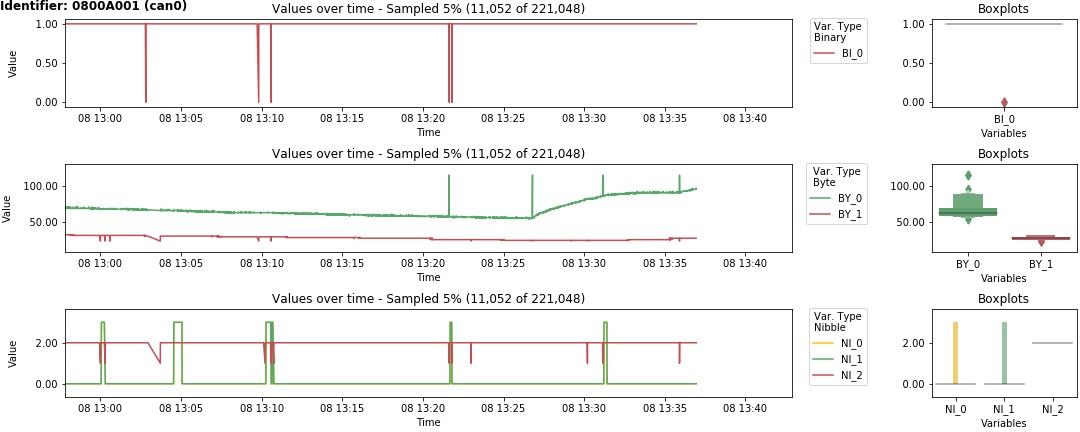 Identifier: 0800A001 (can0)
Values over time - Sampled 5% (11,052 of 221,048)
Boxplots
Value
1.00
0.50
0.00
08 13:00 08 13:05 08 13:10 08 13:15 08 13:20 08 13:25 08 13:30 08 13:35 08 13:40
Time
Var. Type
Binary
BI_0
1.00
0.50
0.00
BI_0
Variables
Values over time - Sampled 5% (11,052 of 221,048)
Boxplots
Value
100.00
50.00
08 13:00 08 13:05 08 13:10 08 13:15 08 13:20 08 13:25 08 13:30 08 13:35 08 13:40
Time
Var. Type
Byte
BY_0
BY_1
100.00
50.00
BY_0 BY_1
Variables
Values over time - Sampled 5% (11,052 of 221,048)
Boxplots
Value
2.00
0.00
08 13:00 08 13:05 08 13:10 08 13:15 08 13:20 08 13:25 08 13:30 08 13:35 08 13:40
Time
Var. Type
Nibble
NI_0
NI_1
NI_2
2.00
0.00
NI_0 NI_1 NI_2
Variables